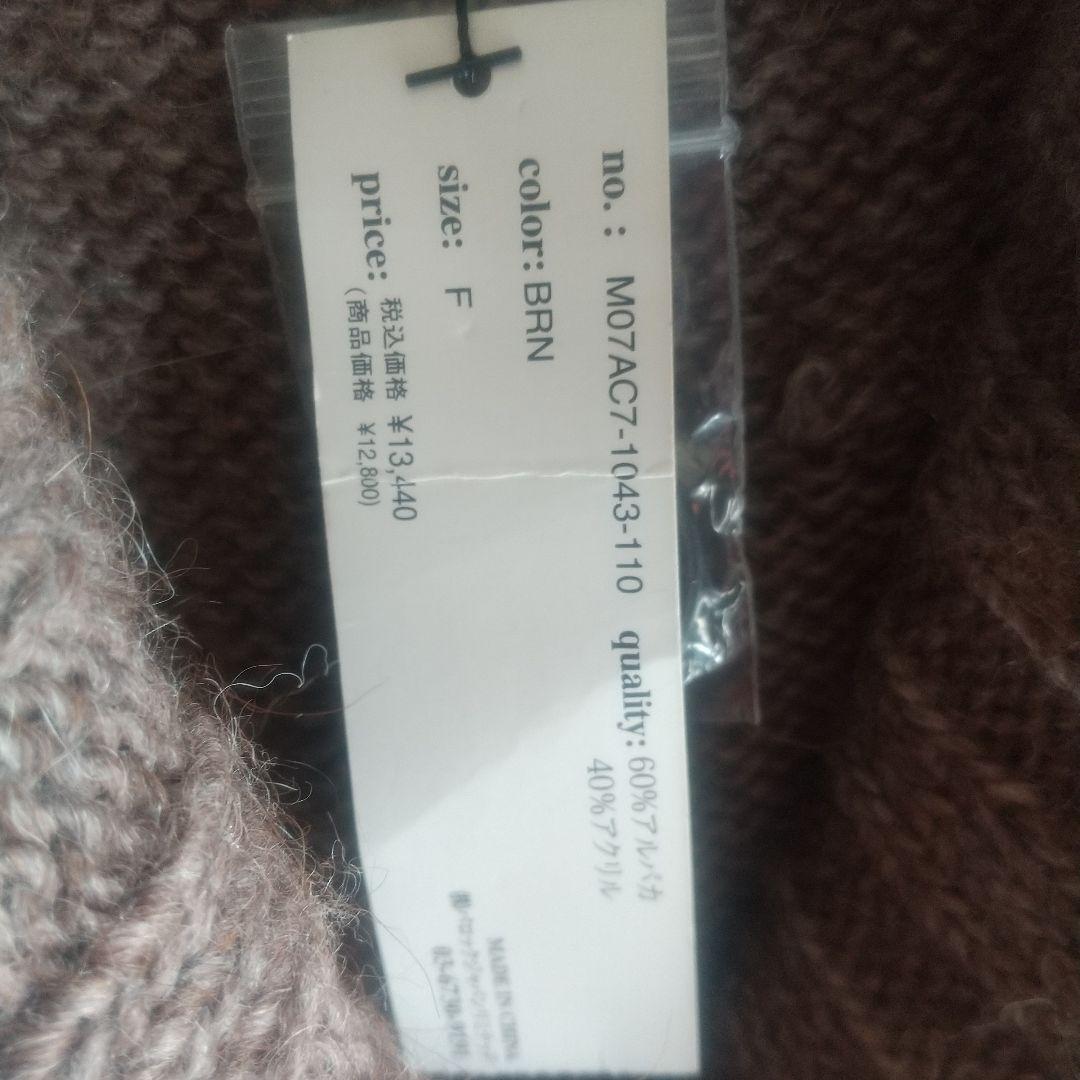 no. : M07AC7-1043-110 quality: 60%アルパカ
40%アクリル
color: BRN
size: F
price: 税込価格 ¥13,440
(商品価格 ¥12,800)
MADE IN CHINA